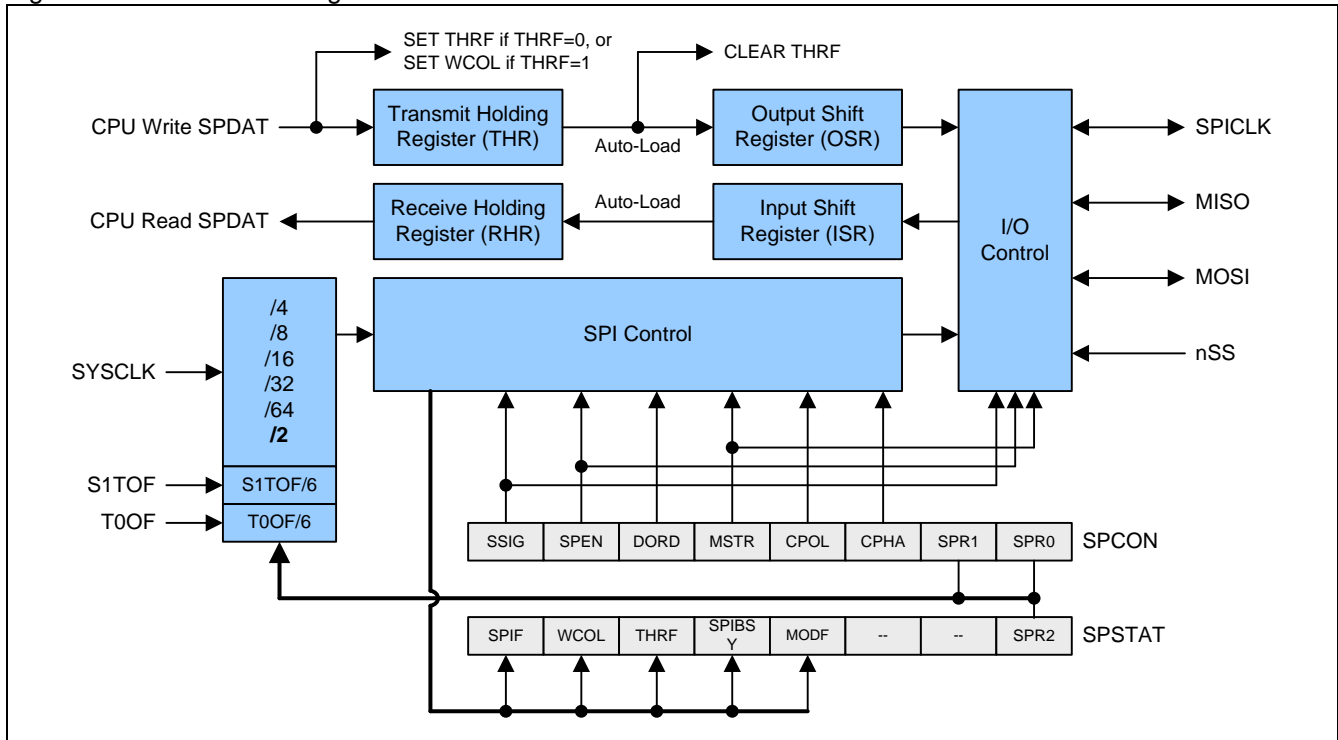 SET THRF if THRF=0, or
SET WCOL if THRF=1
CLEAR THRF
CPU Write SPDAT
Transmit Holding
Register (THR)
Auto-Load
Output Shift
Register (OSR)
SPICLK
CPU Read SPDAT
Receive Holding
Register (RHR)
Auto-Load
Input Shift
Register (ISR)
I/O
Control
MISO
MOSI
nSS
SYSCLK
/4
/8
/16
/32
/64
/2
SPI Control
S1TOF
S1TOF/6
T0OF
T0OF/6
SSIG SPEN DORD MSTR CPOL CPHA SPR1 SPR0 SPCON
SPIF WCOL THRF SPIBS
Y MODF -- -- SPR2 SPSTAT